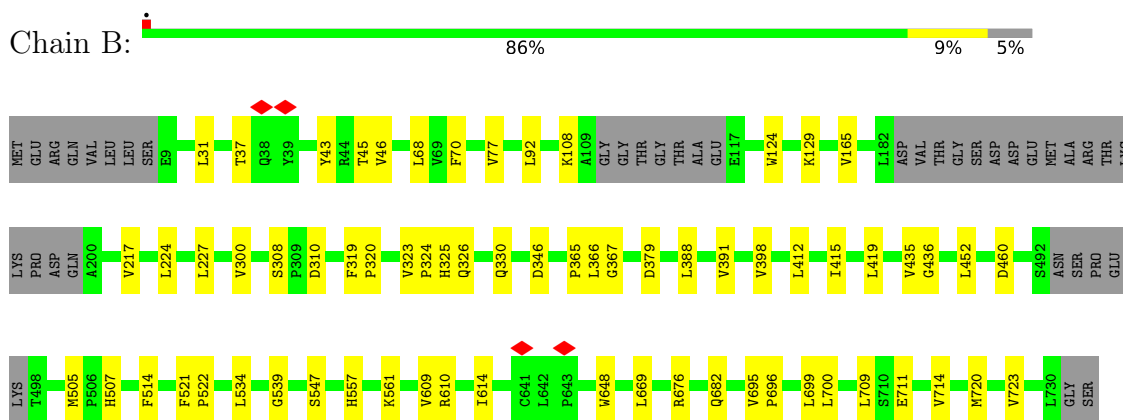 Chain B:
86% 9% 5%
MET GLU ARG GLN VAL LEU LEU SER E9 L31 T37 Q38 Y39 Y43 R44 T45 V46 L68 V69 F70 V77 L92 K108 A109 GLY GLY THR GLY THR ALA GLU E117 W124 K129 V165 L182 ASP VAL THR GLY SER ASP ASP GLU MET ALA ARG THR
LYS PRO ASP GLN A200 V217 L224 L227 V300 S308 P309 D310 F319 P320 V323 P324 H325 Q326 Q330 D346 P365 L366 G367 D379 L388 V391 V398 L412 I415 L419 V435 G436 L452 D460 S492 ASN SER PRO GLU
LYS T498 M505 P506 H507 F514 F521 P522 L534 G539 S547 H557 K561 V609 R610 I614 C641 L642 P643 W648 L669 R676 Q682 V695 P696 L699 L700 L709 S710 E711 V714 M720 V723 L730 GLY SER